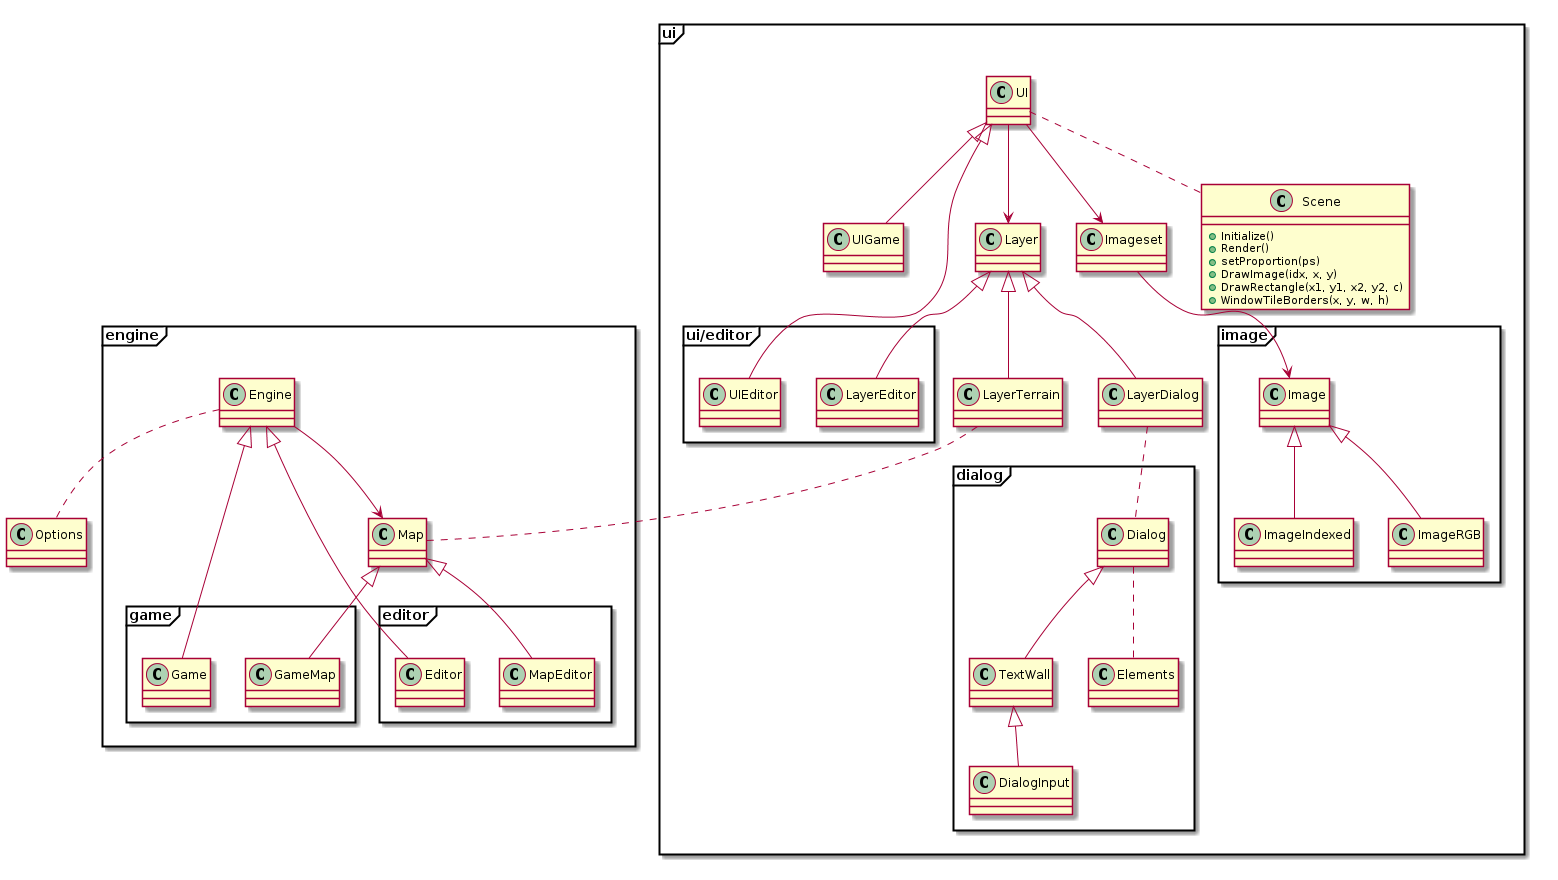 ui
C UI
C Scene
Initialize()
Render()
setProportion(ps)
DrawImage(idx, x, y)
DrawRectangle(x1, y1, x2, y2, c)
WindowTileBorders(x, y, w, h)
C UIGame
C Layer
C Imageset
engine
ui/editor
image
C Engine
C UIEditor
C LayerEditor
C LayerTerrain
C LayerDialog
C Image
dialog
C Options
C Map
C Dialog
C ImageIndexed
C ImageRGB
game
editor
C Game
C GameMap
C Editor
C MapEditor
C TextWall
C Elements
C DialogInput